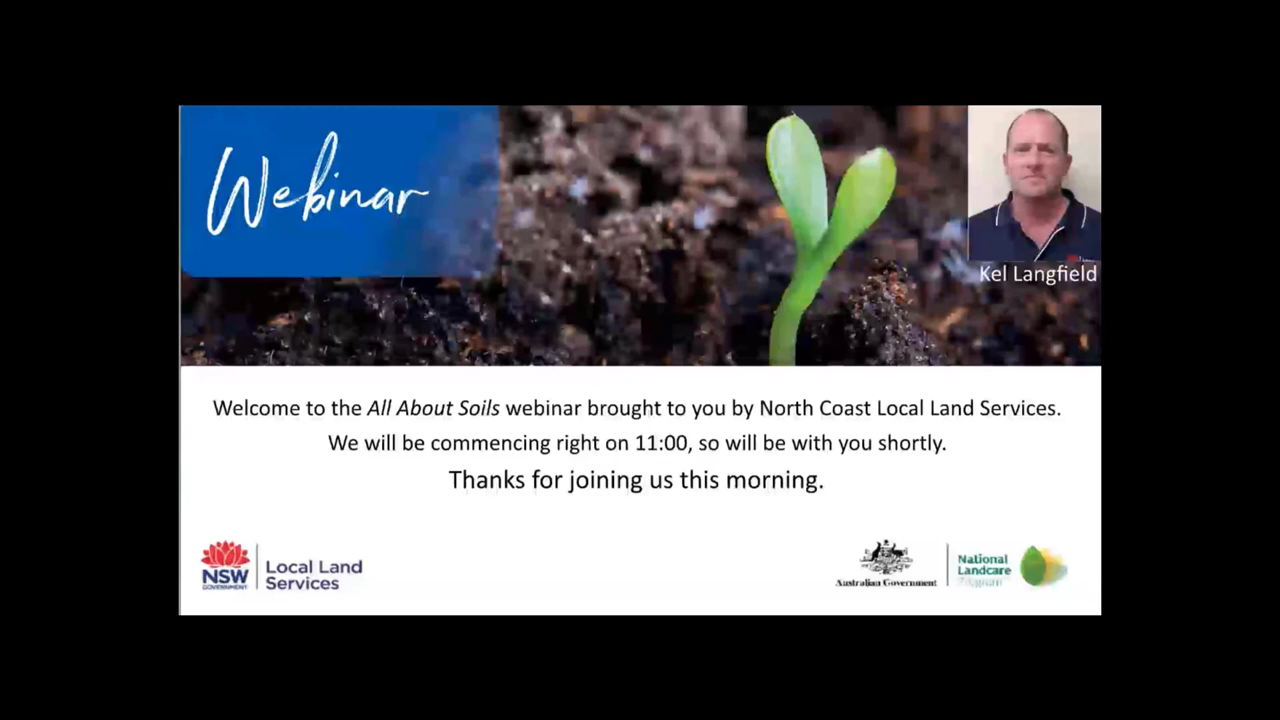 Webinar
Kel Langfield
Welcome to the All About Soils webinar brought to you by North Coast Local Land Services.
We will be commencing right on 11:00, so will be with you shortly.
Thanks for joining us this morning.
NSW
GOVERNMENT
Local Land
Services
Australian Government
National
Landcare
Program